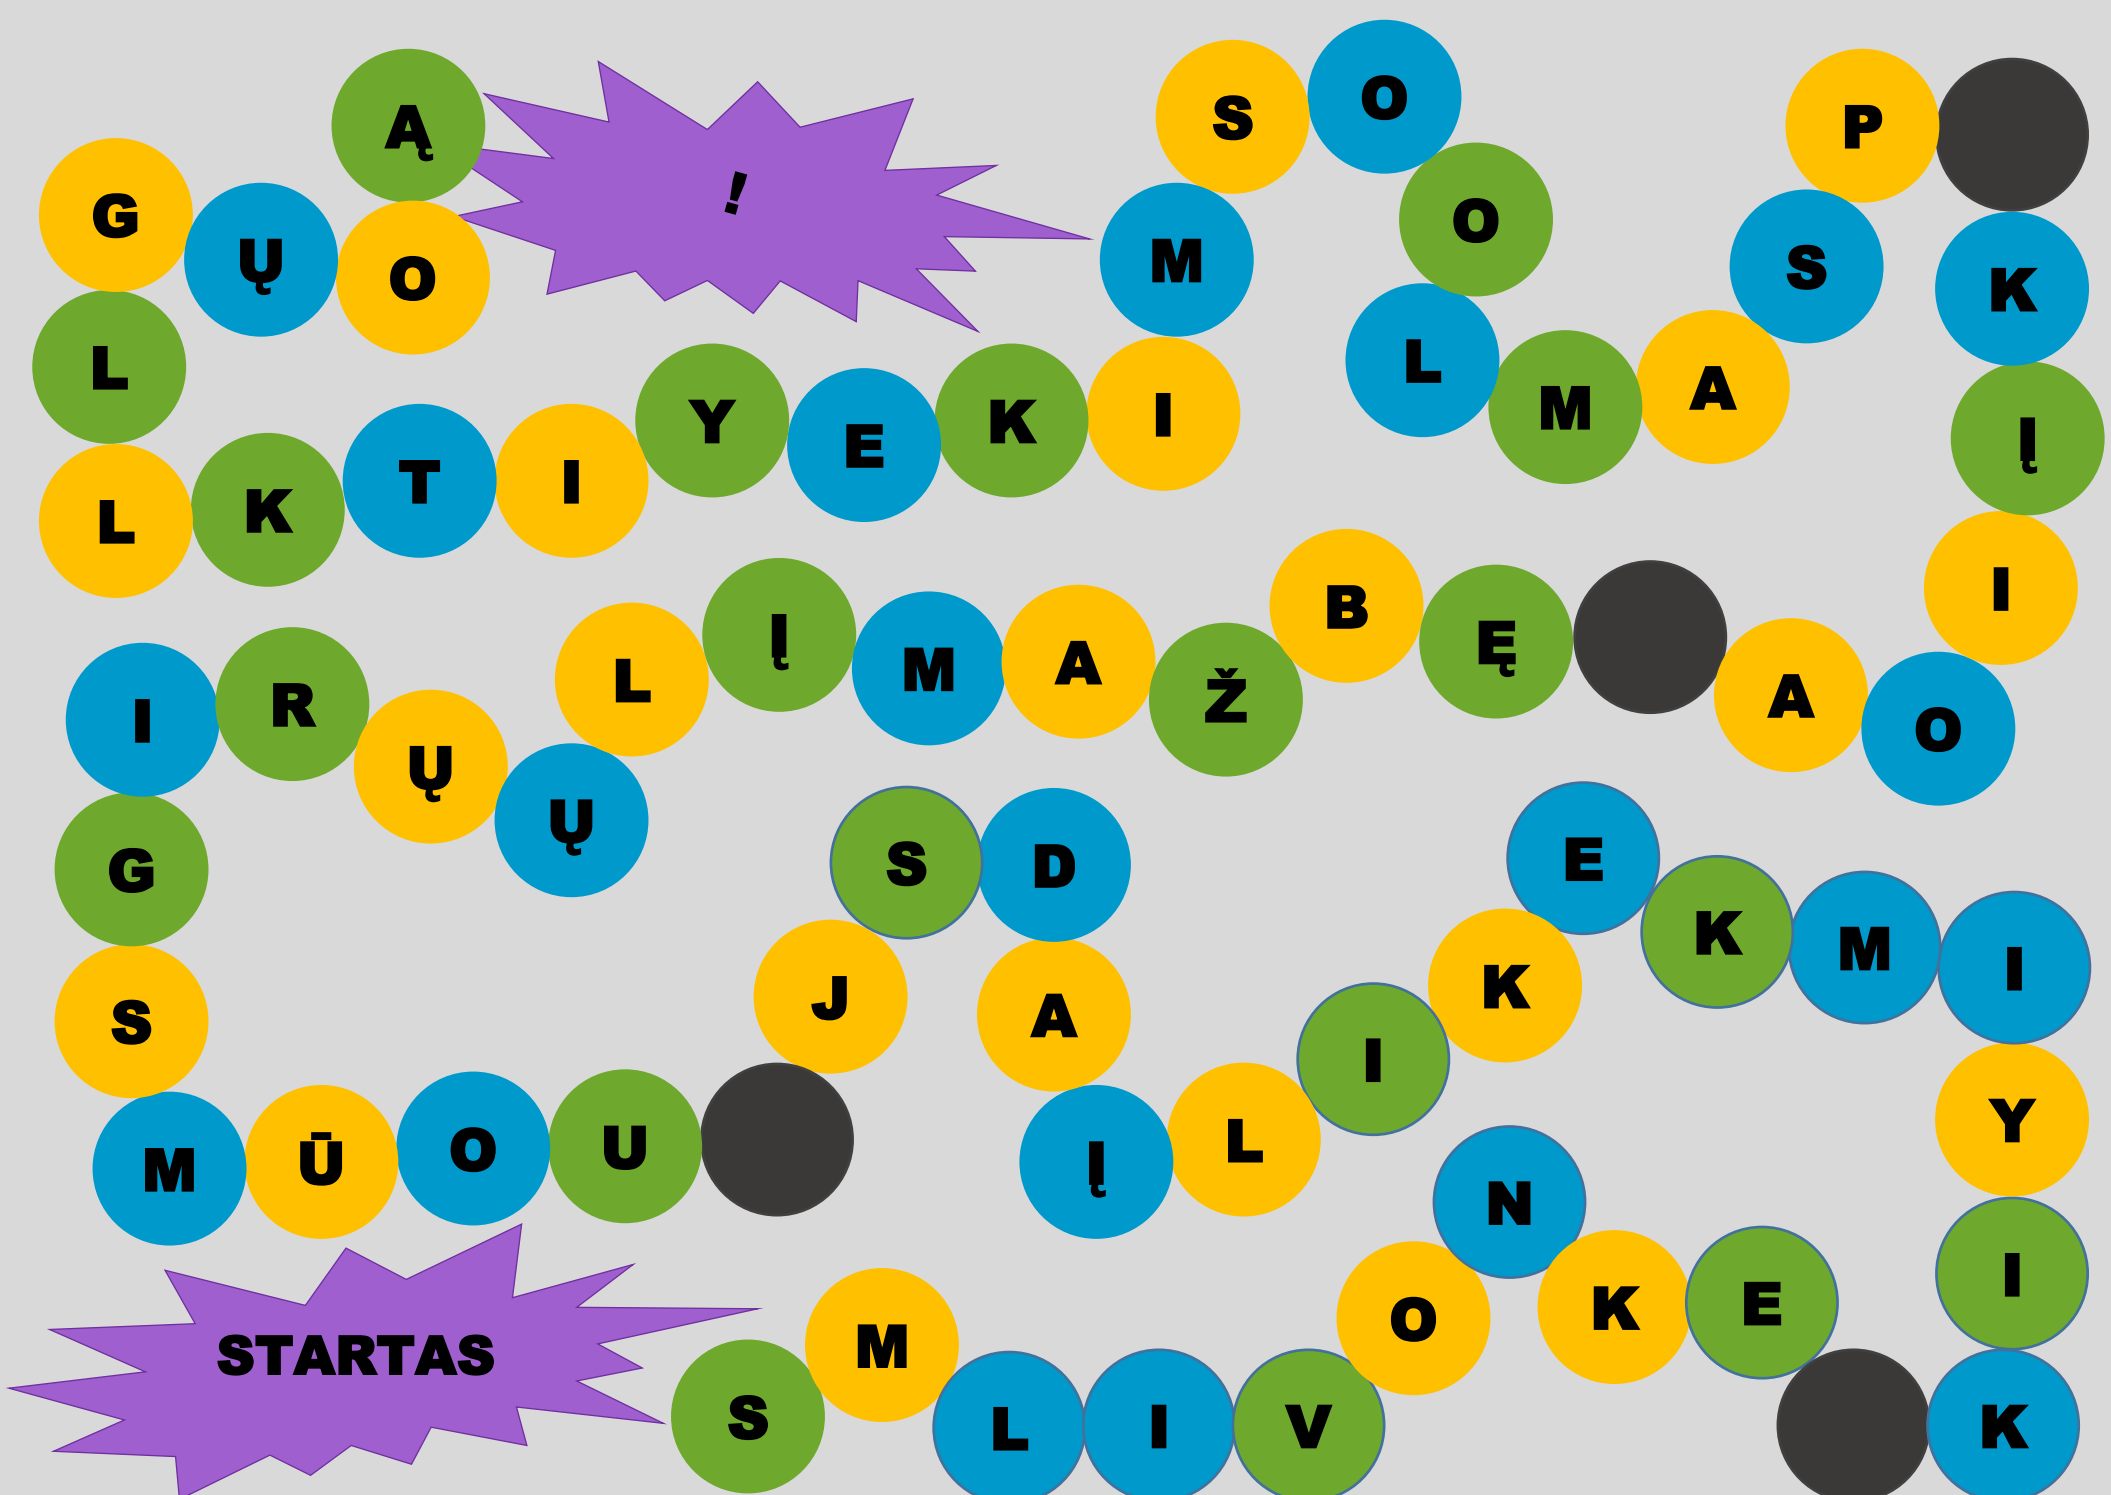 STARTAS
S M L I V O N K E
K I Y I M K E K I L Į A D S J
U O Ū M S G I R Ų Ų L Į M A Ž B Ę
A O I Į K
P S A M L O O S M I K E Y I T K L L G Ų O Ą
!